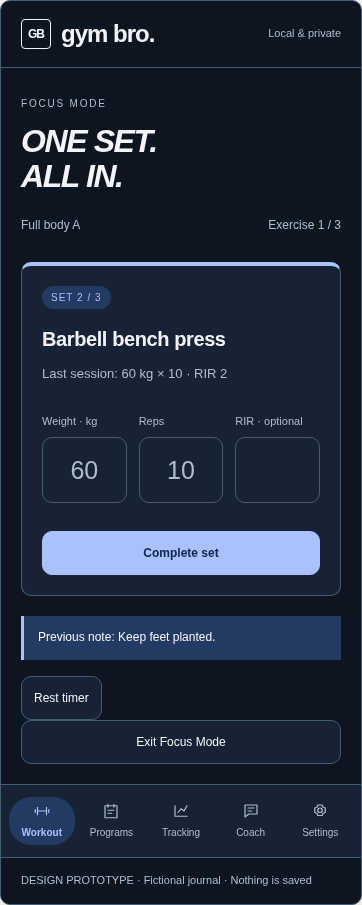 GB gym bro. Local & private
FOCUS MODE
ONE SET.
ALL IN.
Full body A Exercise 1 / 3
SET 2 / 3
Barbell bench press
Last session: 60 kg × 10 · RIR 2
Weight · kg Reps RIR · optional
60 10
Complete set
Previous note: Keep feet planted.
Rest timer
Exit Focus Mode
Workout Programs Tracking Coach Settings
DESIGN PROTOTYPE · Fictional journal · Nothing is saved